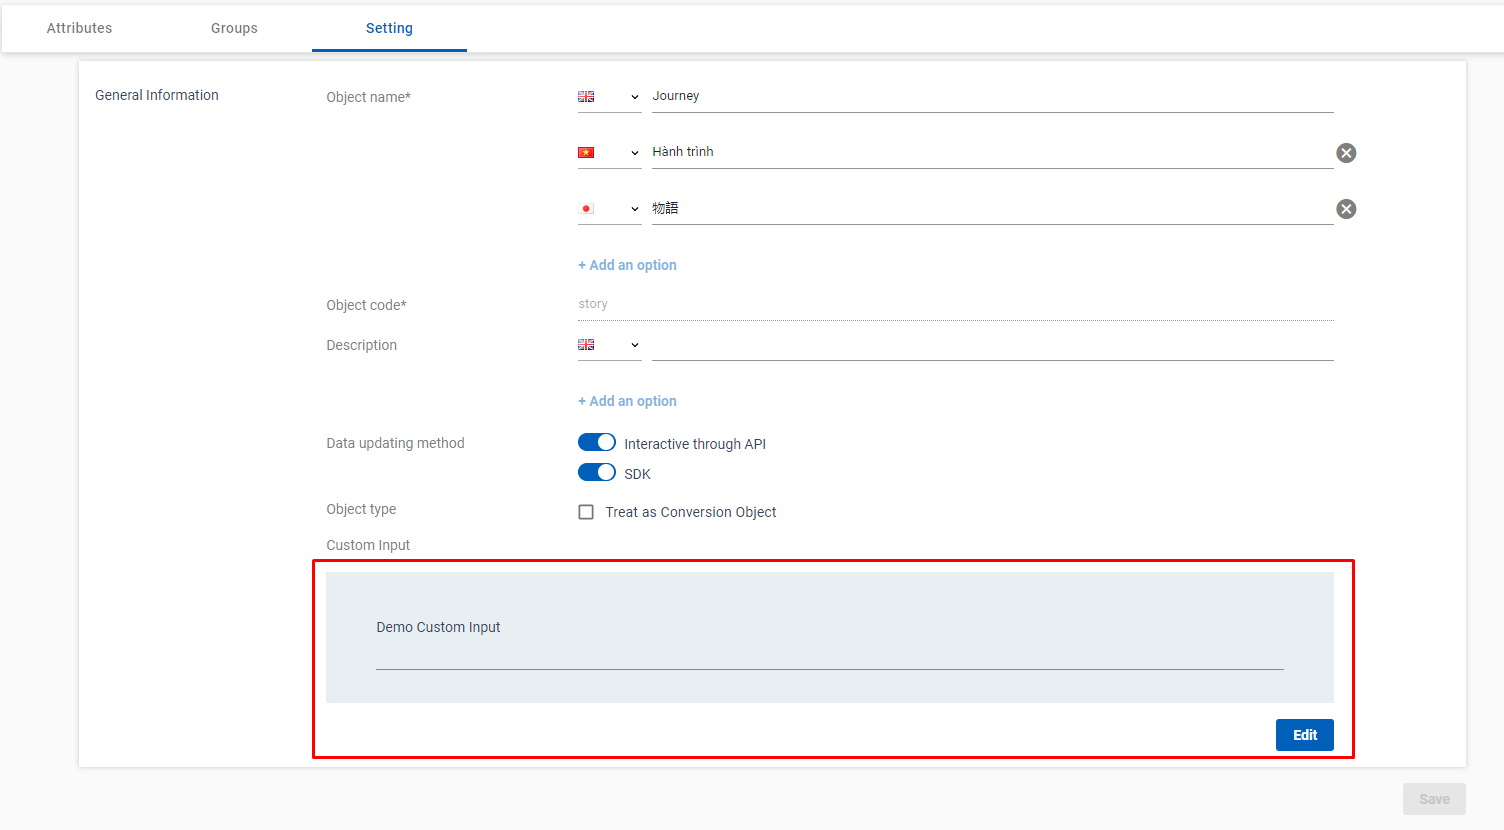 Attributes Groups Setting
General Information
Object name*
Journey
Hành trình
物語
+ Add an option
Object code*
story
Description
+ Add an option
Data updating method
Interactive through API
SDK
Object type
Treat as Conversion Object
Custom Input
Demo Custom Input
Edit
Save